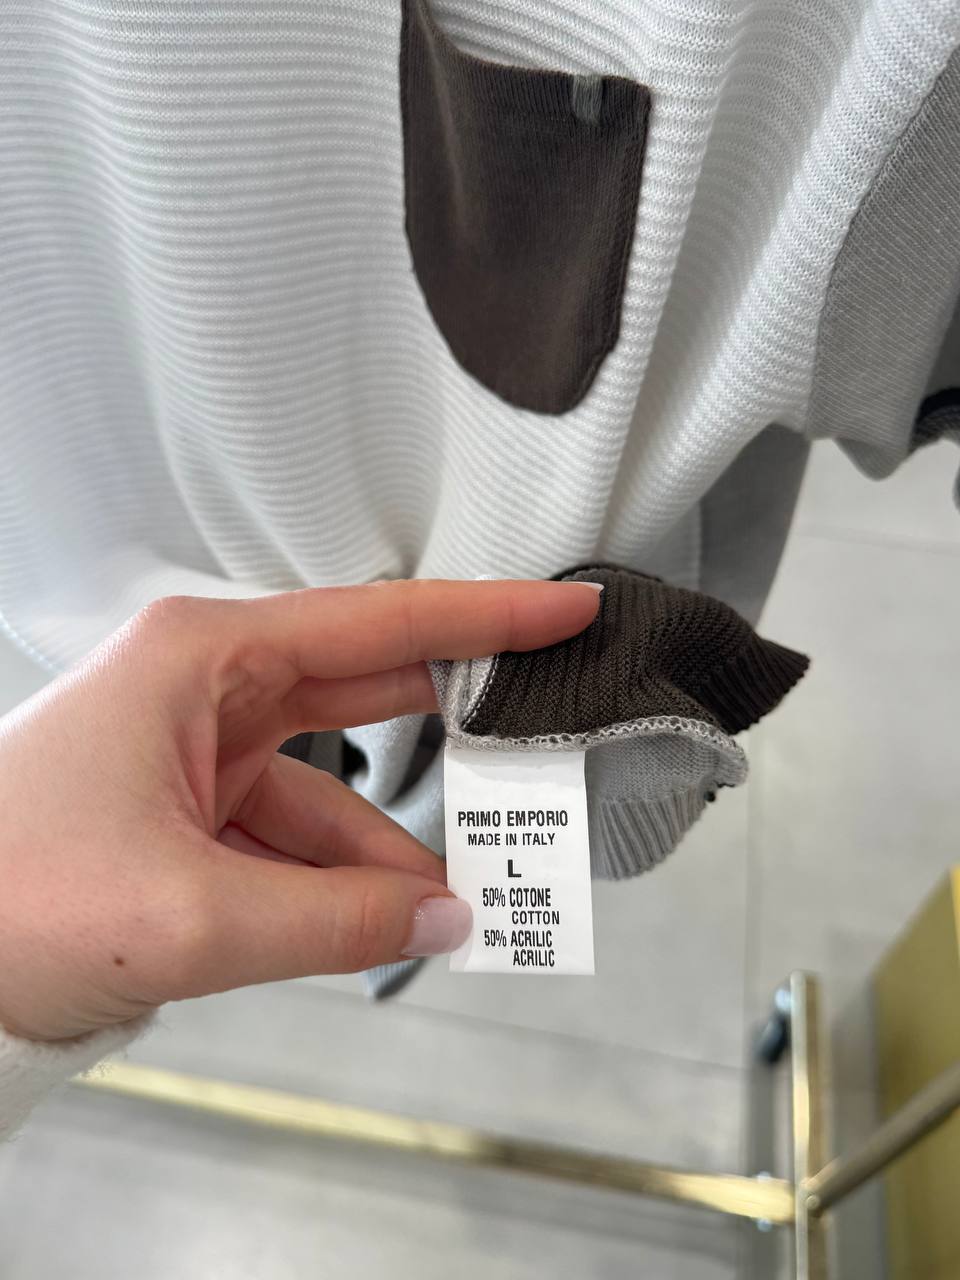 PRIMO EMPORIO
MADE IN ITALY
L
50% COTONE
COTTON
50% ACRILIC
ACRILIC